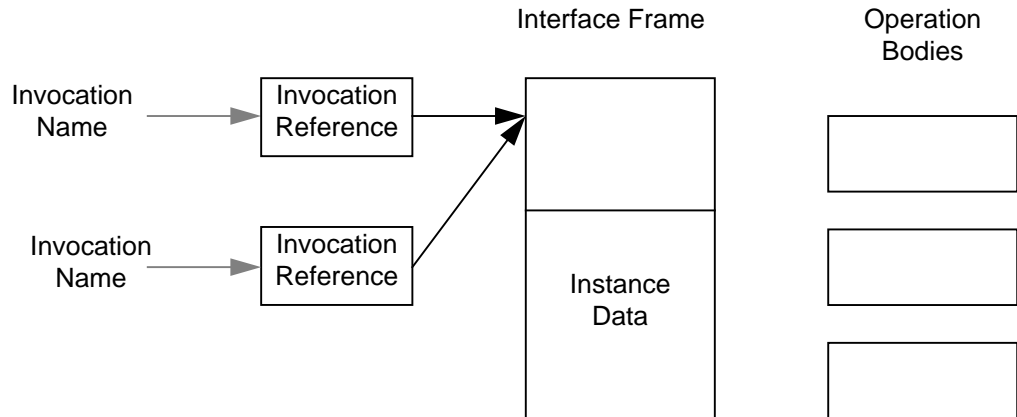 Interface Frame
Operation
Bodies
Invocation
Name
Invocation
Reference
Invocation
Name
Invocation
Reference
Instance
Data